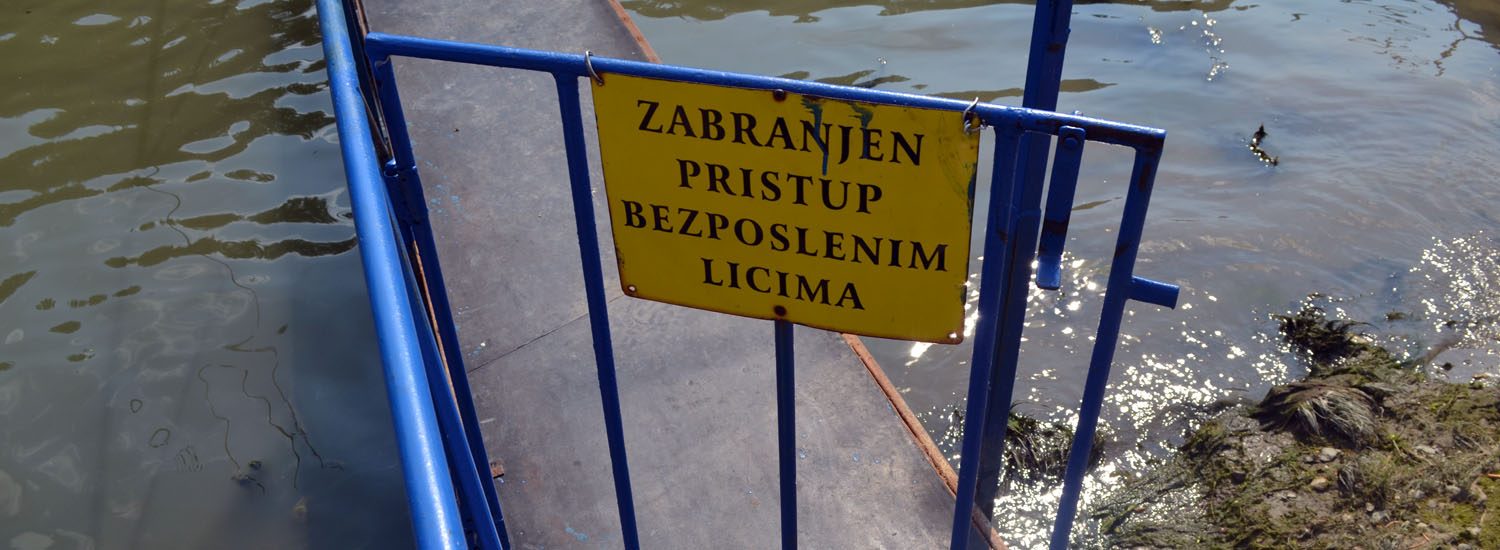 ZABRANJEN
PRISTUP
BEZPOSLENIM
LICIMA